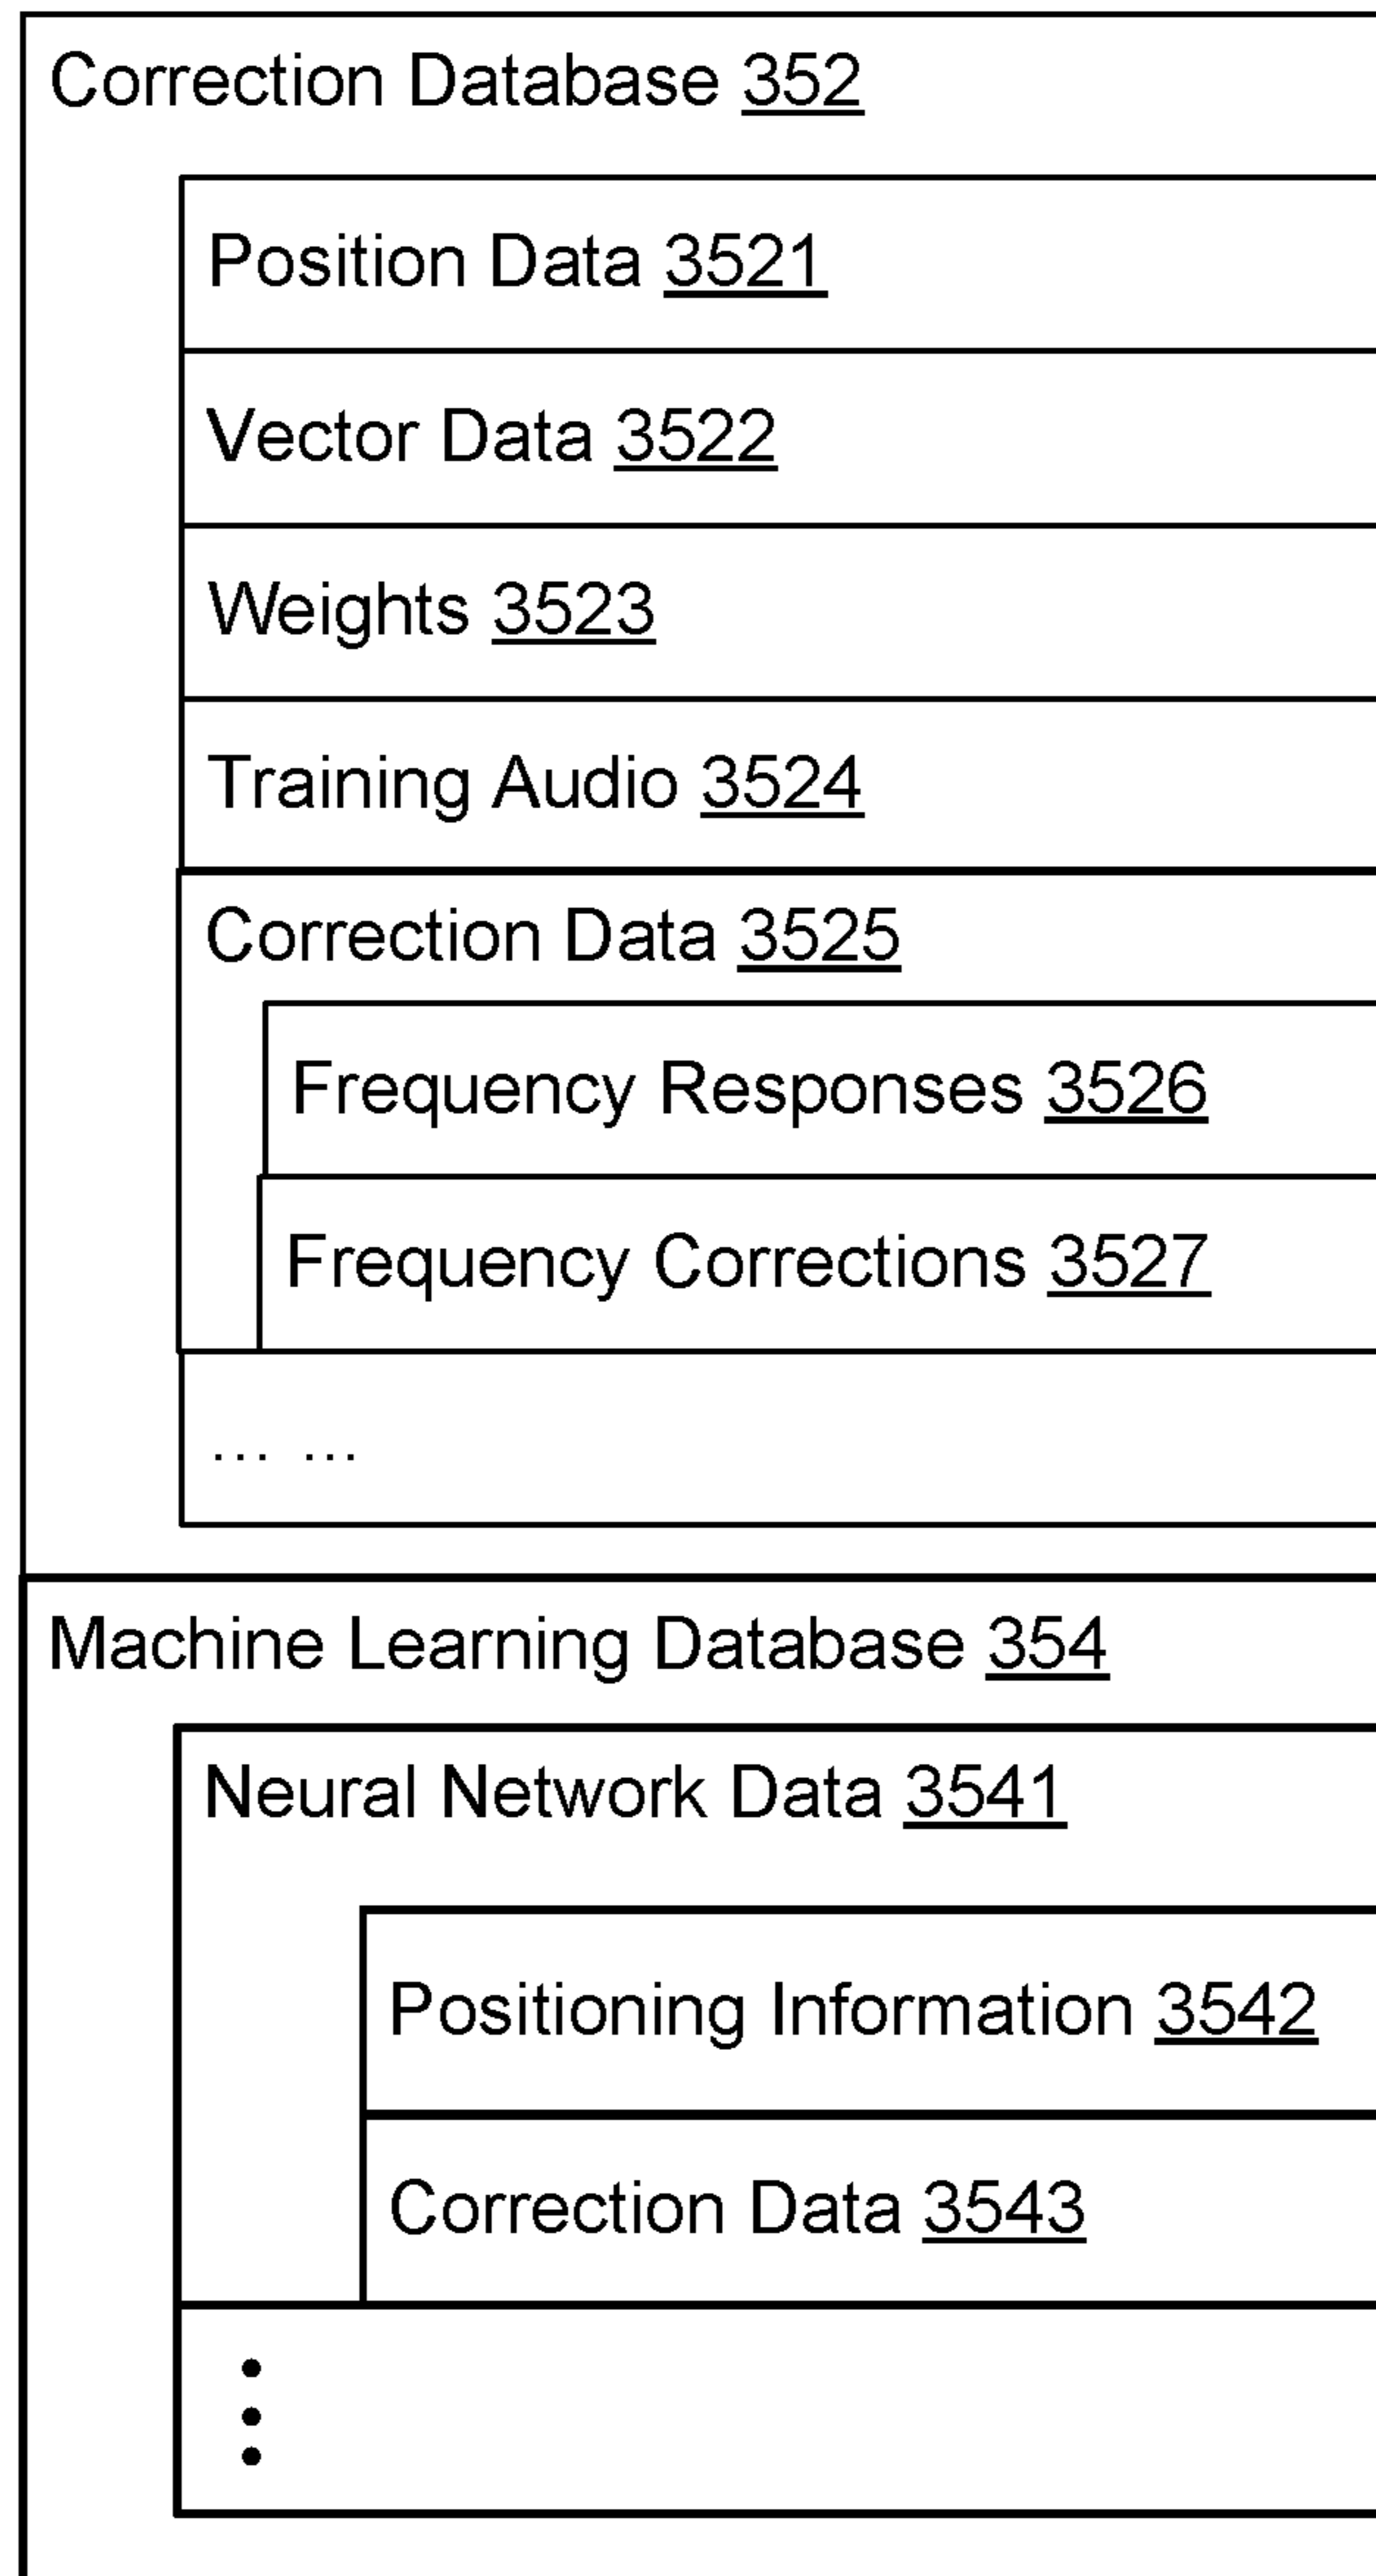 Correction Database 352
Position Data 3521
Vector Data 3522
Weights 3523
Training Audio 3524
Correction Data 3525
Frequency Responses 3526
Frequency Corrections 3527
... ...
Machine Learning Database 354
Neural Network Data 3541
Positioning Information 3542
Correction Data 3543